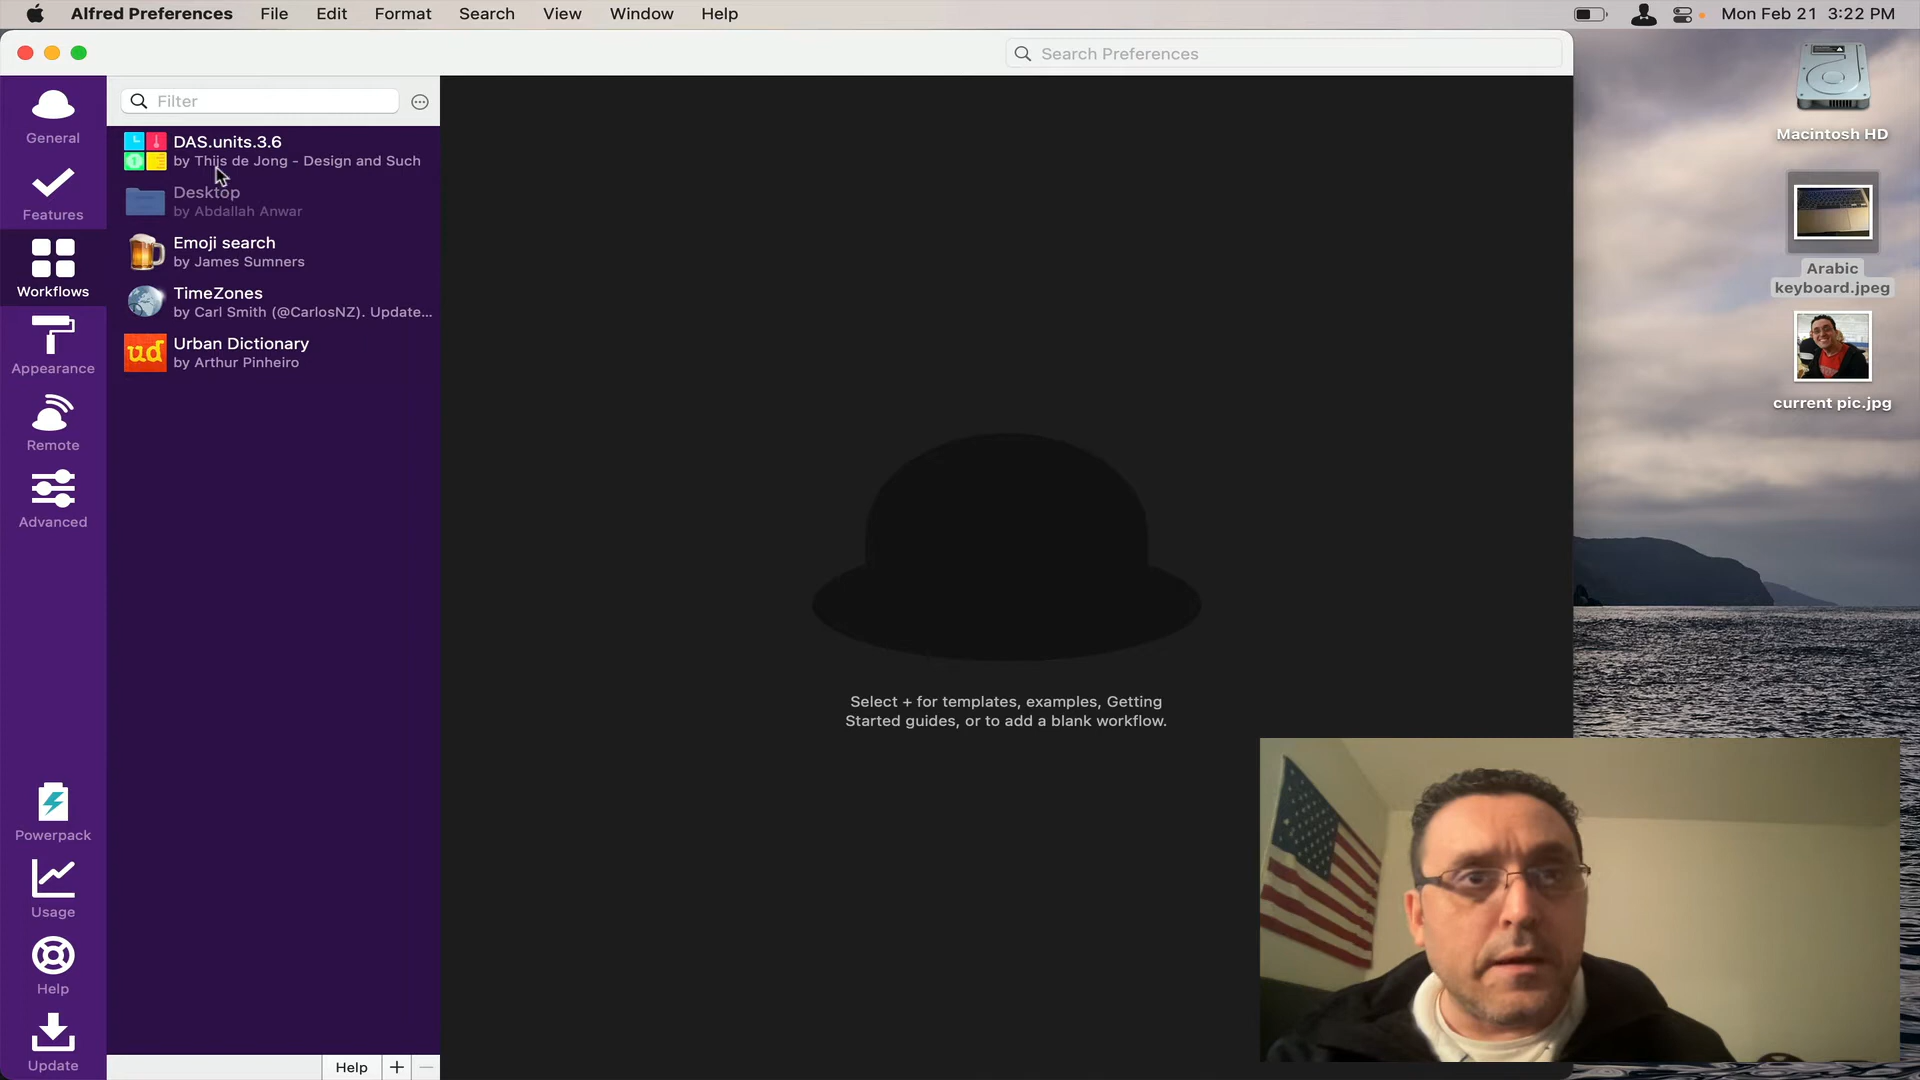 Alfred Preferences File Edit Format Search View Window Help Mon Feb 21 3:22 PM
Search Preferences
General
Features
Workflows
Appearance
Remote
Advanced
Powerpack
Usage
Help
Update
Filter
DAS.units.3.6
by Thijs de Jong - Design and Such
Desktop
by Abdallah Anwar
Emoji search
by James Sumners
TimeZones
by Carl Smith (@CarlosNZ). Update...
ud
Urban Dictionary
by Arthur Pinheiro
Help + −
Select + for templates, examples, Getting
Started guides, or to add a blank workflow.
Macintosh HD
Arabic
keyboard.jpeg
current pic.jpg